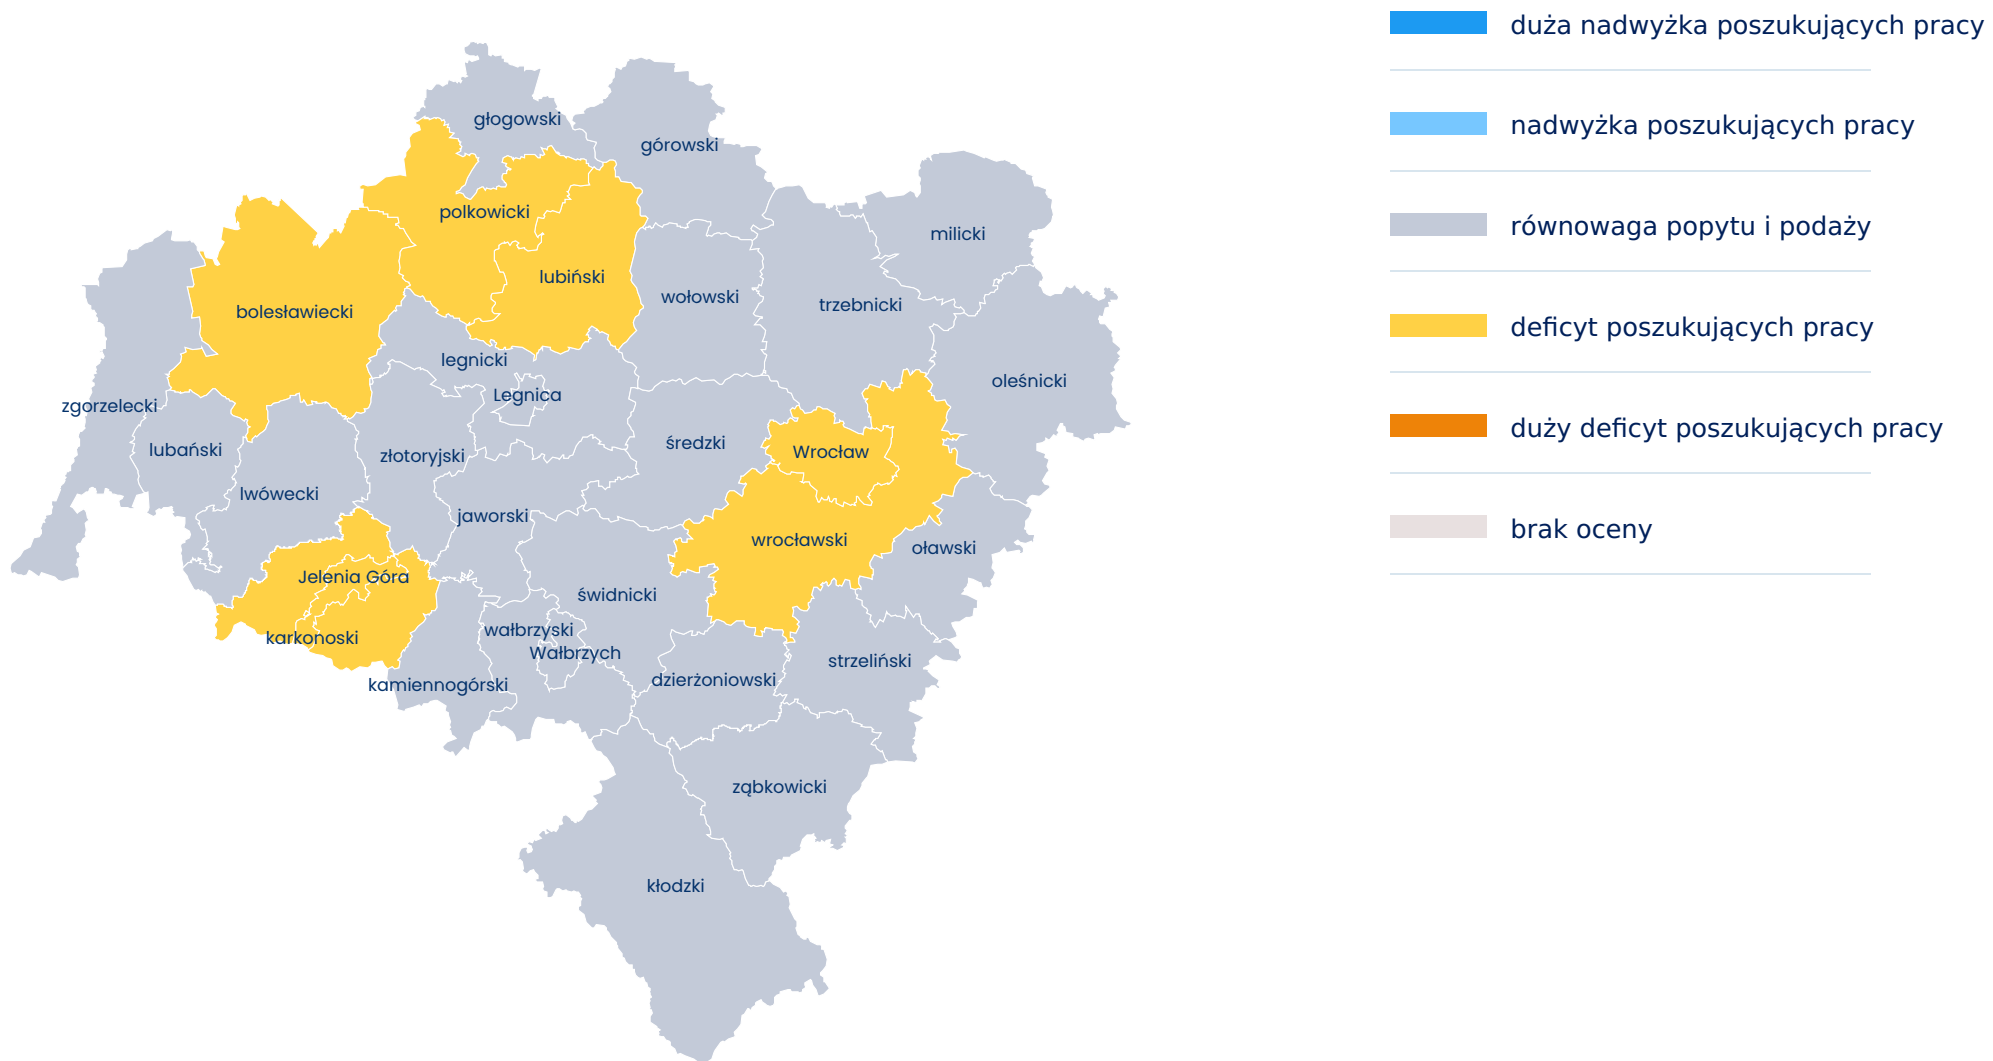 duża nadwyżka poszukujących pracy
nadwyżka poszukujących pracy
równowaga popytu i podaży
deficyt poszukujących pracy
duży deficyt poszukujących pracy
brak oceny
głogowski
górowski
polkowicki
milicki
lubiński
wołowski
trzebnicki
bolesławiecki
legnicki
oleśnicki
Legnica
zgorzelecki
średzki
lubański
Wrocław
złotoryjski
lwówecki
jaworski
wrocławski
oławski
Jelenia Góra
świdnicki
wałbrzyski
karkonoski
Wałbrzych
strzeliński
dzierżoniowski
kamiennogórski
ząbkowicki
kłodzki